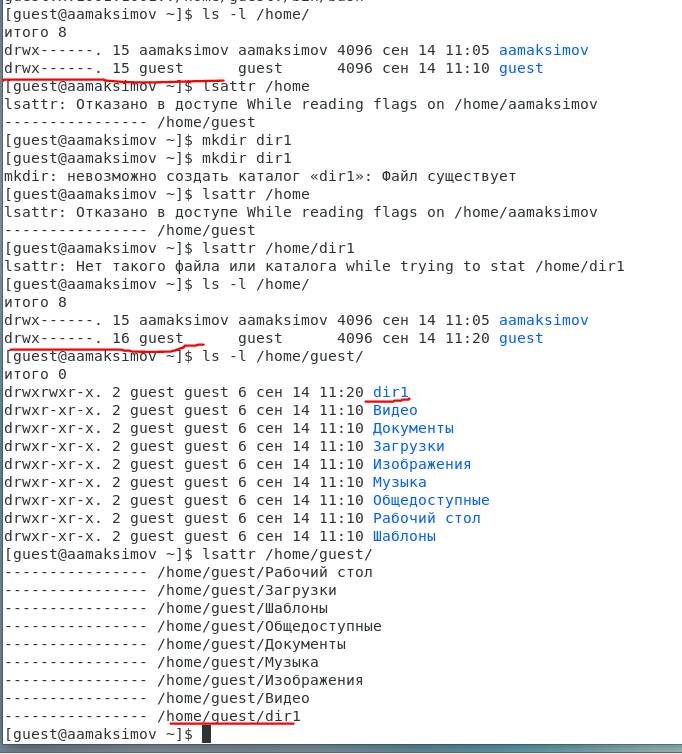 [guest@aamaksimov ~]$ ls -l /home/
итого 8
drwx------. 15 aamaksimov aamaksimov 4096 сен 14 11:05 aamaksimov
drwx------. 15 guest      guest      4096 сен 14 11:10 guest
[guest@aamaksimov ~]$ lsattr /home
lsattr: Отказано в доступе While reading flags on /home/aamaksimov
---------------- /home/guest
[guest@aamaksimov ~]$ mkdir dir1
[guest@aamaksimov ~]$ mkdir dir1
mkdir: невозможно создать каталог «dir1»: Файл существует
[guest@aamaksimov ~]$ lsattr /home
lsattr: Отказано в доступе While reading flags on /home/aamaksimov
---------------- /home/guest
[guest@aamaksimov ~]$ lsattr /home/dir1
lsattr: Нет такого файла или каталога while trying to stat /home/dir1
[guest@aamaksimov ~]$ ls -l /home/
итого 8
drwx------. 15 aamaksimov aamaksimov 4096 сен 14 11:05 aamaksimov
drwx------. 16 guest      guest      4096 сен 14 11:20 guest
[guest@aamaksimov ~]$ ls -l /home/guest/
итого 0
drwxrwxr-x. 2 guest guest 6 сен 14 11:20 dir1
drwxr-xr-x. 2 guest guest 6 сен 14 11:10 Видео
drwxr-xr-x. 2 guest guest 6 сен 14 11:10 Документы
drwxr-xr-x. 2 guest guest 6 сен 14 11:10 Загрузки
drwxr-xr-x. 2 guest guest 6 сен 14 11:10 Изображения
drwxr-xr-x. 2 guest guest 6 сен 14 11:10 Музыка
drwxr-xr-x. 2 guest guest 6 сен 14 11:10 Общедоступные
drwxr-xr-x. 2 guest guest 6 сен 14 11:10 Рабочий стол
drwxr-xr-x. 2 guest guest 6 сен 14 11:10 Шаблоны
[guest@aamaksimov ~]$ lsattr /home/guest/
---------------- /home/guest/Рабочий стол
---------------- /home/guest/Загрузки
---------------- /home/guest/Шаблоны
---------------- /home/guest/Общедоступные
---------------- /home/guest/Документы
---------------- /home/guest/Музыка
---------------- /home/guest/Изображения
---------------- /home/guest/Видео
---------------- /home/guest/dir1
[guest@aamaksimov ~]$